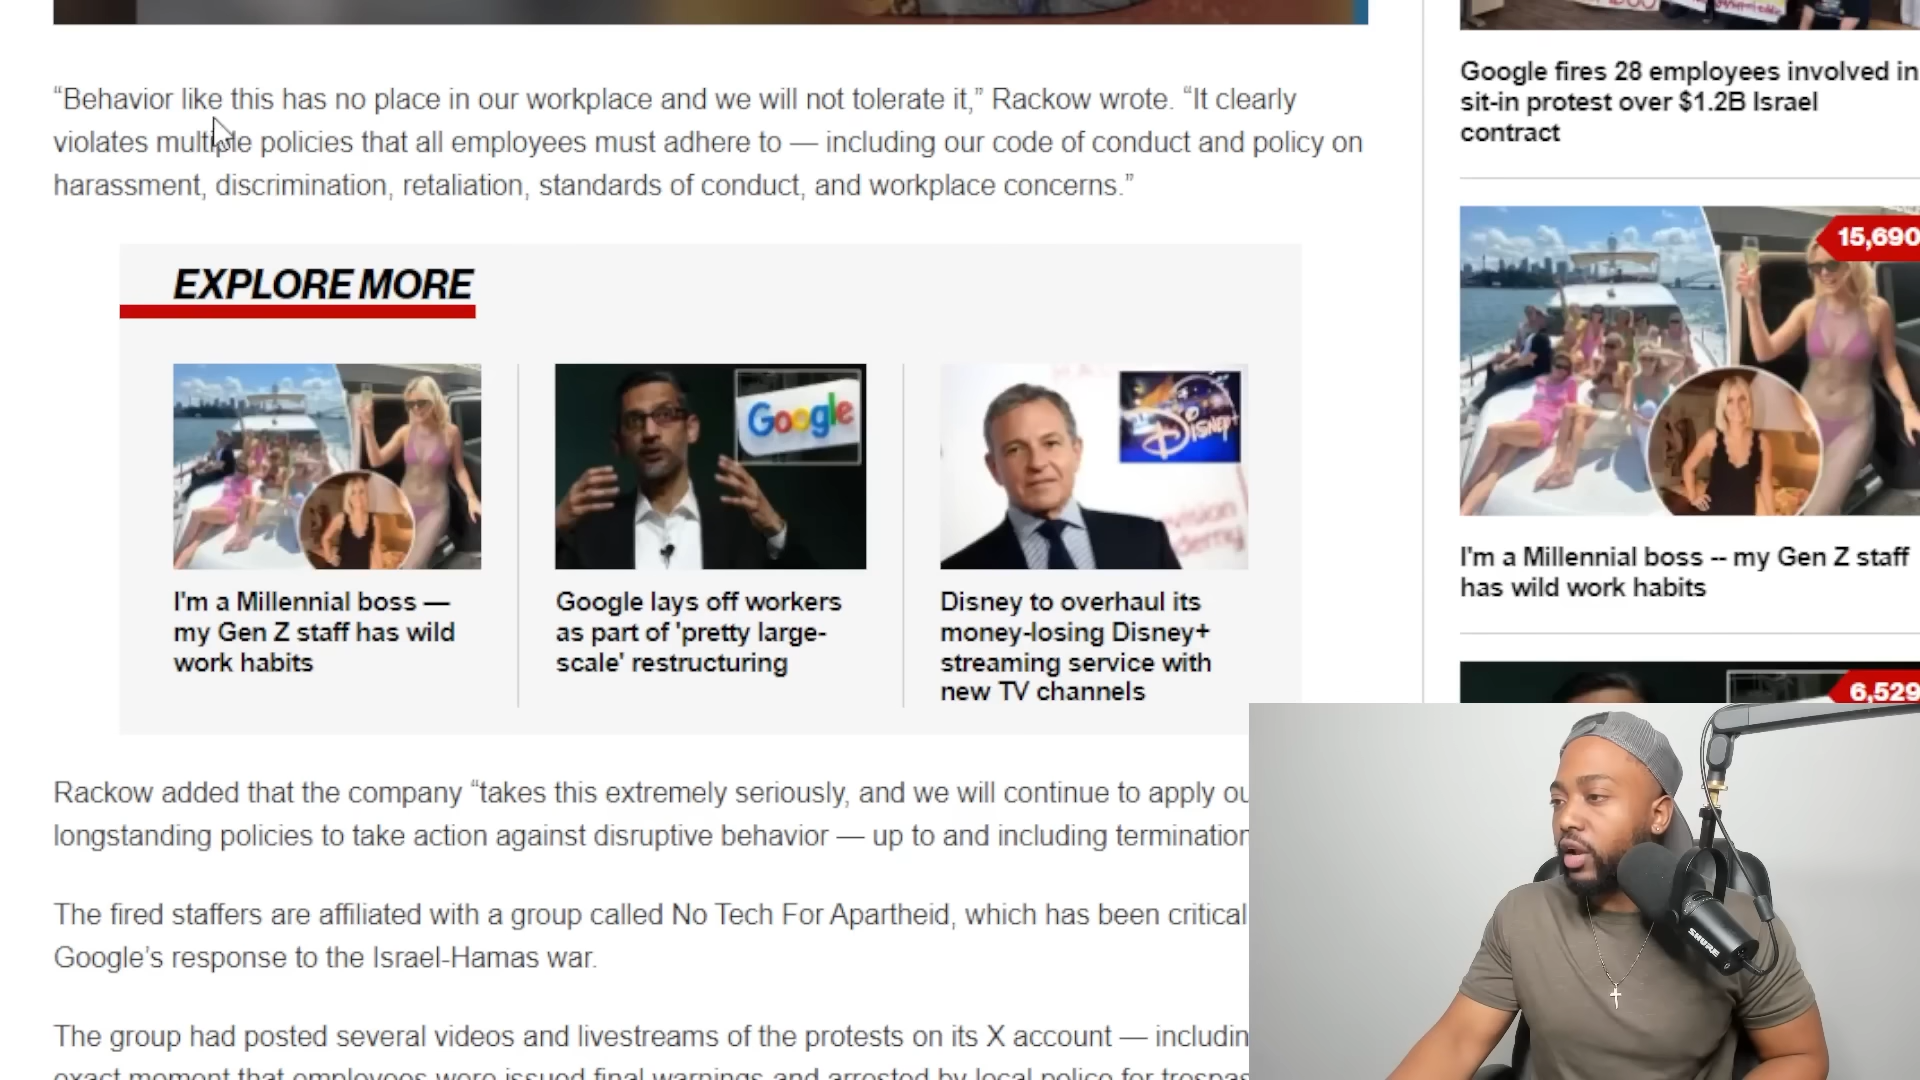 “Behavior like this has no place in our workplace and we will not tolerate it,” Rackow wrote. “It clearly
violates multiple policies that all employees must adhere to — including our code of conduct and policy on
harassment, discrimination, retaliation, standards of conduct, and workplace concerns.”
EXPLORE MORE
Google
Disney+
I'm a Millennial boss —
my Gen Z staff has wild
work habits
Google lays off workers
as part of 'pretty large-
scale' restructuring
Disney to overhaul its
money-losing Disney+
streaming service with
new TV channels
Rackow added that the company “takes this extremely seriously, and we will continue to apply
longstanding policies to take action against disruptive behavior — up to and including termination
The fired staffers are affiliated with a group called No Tech For Apartheid, which has been critical
Google’s response to the Israel-Hamas war.
The group had posted several videos and livestreams of the protests on its X account —
exact moment that employees were issued final warnings and arrested by local police for
Google fires 28 employees involved in
sit-in protest over $1.2B Israel
contract
15,690
I'm a Millennial boss -- my Gen Z staff
has wild work habits
6,529
SHURE